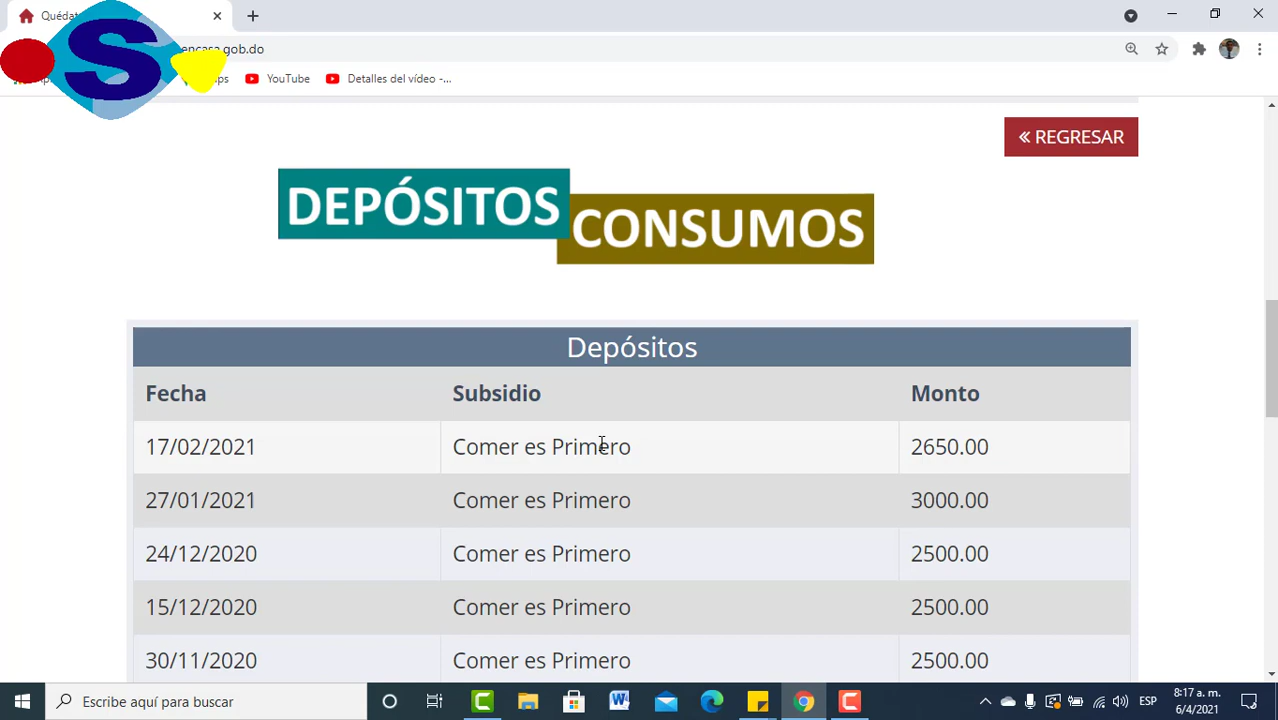 Quédat
S
encasa.gob.do
YouTube
Detalles del vídeo -...
« REGRESAR
DEPÓSITOS
CONSUMOS
Depósitos
Fecha Subsidio Monto
17/02/2021 Comer es Primero 2650.00
27/01/2021 Comer es Primero 3000.00
24/12/2020 Comer es Primero 2500.00
15/12/2020 Comer es Primero 2500.00
30/11/2020 Comer es Primero 2500.00
Escribe aquí para buscar
ESP
8:17 a. m.
6/4/2021